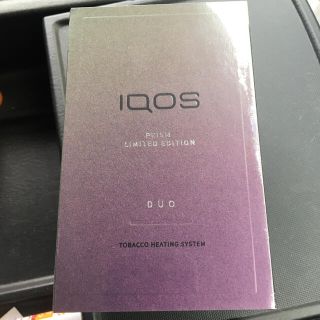 IQOS
PRISM
LIMITED EDITION
DUO
TOBACCO HEATING SYSTEM